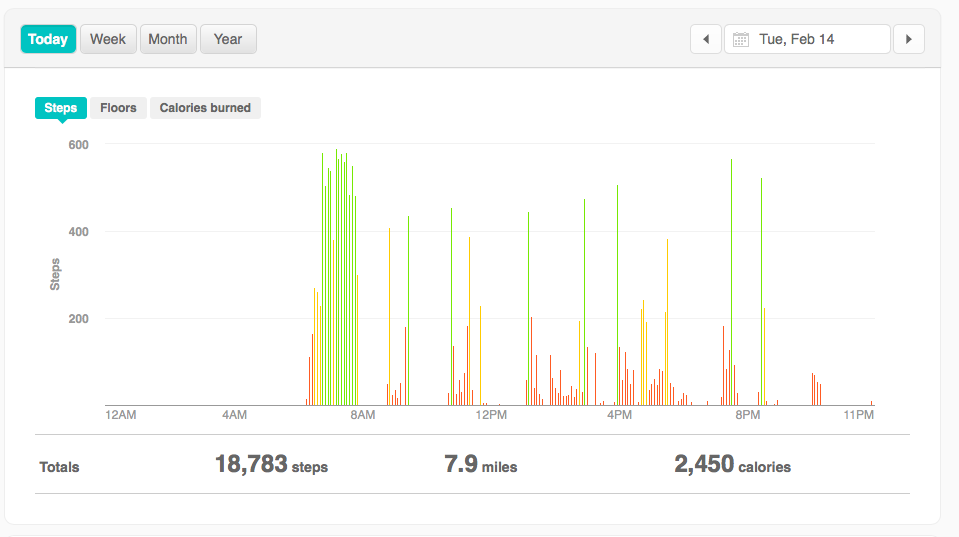 Today Week Month Year Tue, Feb 14
Steps Floors Calories burned
600
400
Steps
200
12AM 4AM 8AM 12PM 4PM 8PM 11PM
Totals 18,783 steps 7.9 miles 2,450 calories